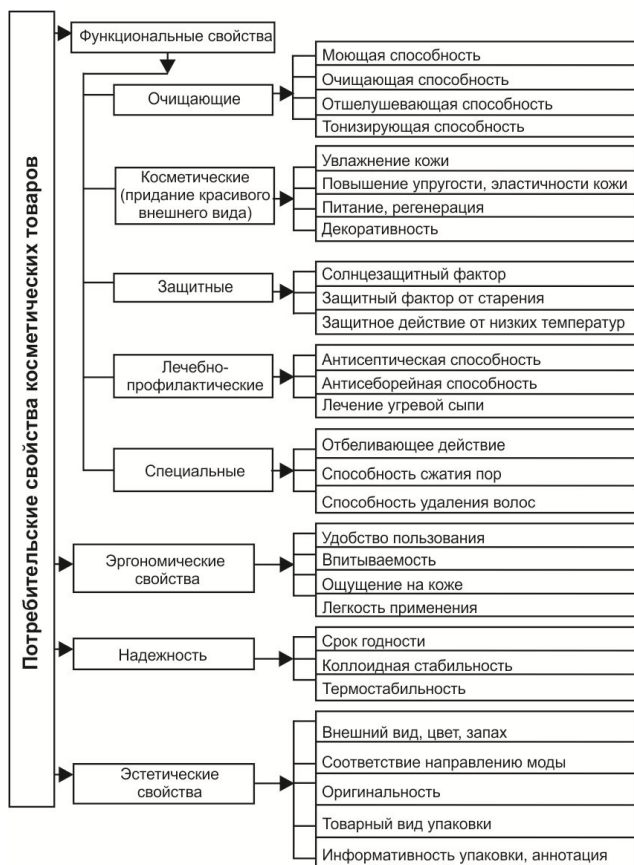 Потребительские свойства косметических товаров
Функциональные свойства
Очищающие
Моющая способность
Очищающая способность
Отшелушевающая способность
Тонизирующая способность
Косметические
(придание красивого
внешнего вида)
Увлажнение кожи
Повышение упругости, эластичности кожи
Питание, регенерация
Декоративность
Защитные
Солнцезащитный фактор
Защитный фактор от старения
Защитное действие от низких температур
Лечебно-
профилактические
Антисептическая способность
Антисеборейная способность
Лечение угревой сыпи
Специальные
Отбеливающее действие
Способность сжатия пор
Способность удаления волос
Эргономические
свойства
Удобство пользования
Впитываемость
Ощущение на коже
Легкость применения
Надежность
Срок годности
Коллоидная стабильность
Термостабильность
Эстетические
свойства
Внешний вид, цвет, запах
Соответствие направлению моды
Оригинальность
Товарный вид упаковки
Информативность упаковки, аннотация